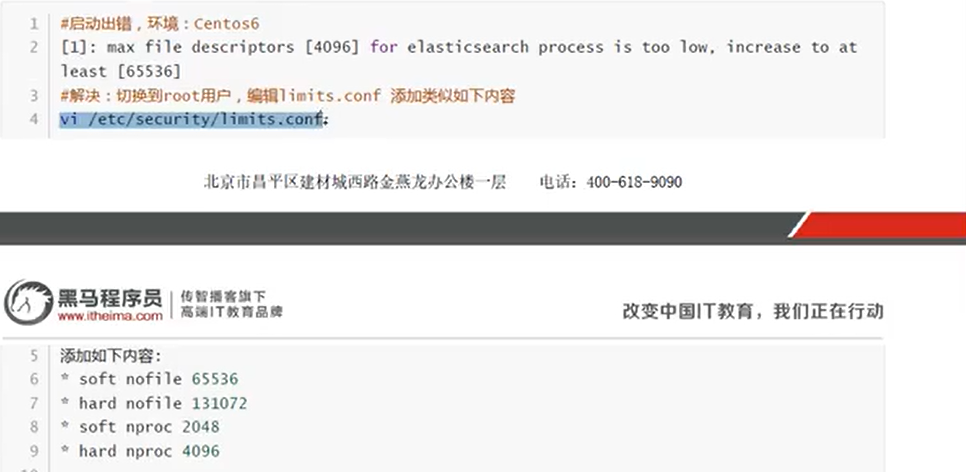 1 #启动出错，环境：Centos6
2 [1]: max file descriptors [4096] for elasticsearch process is too low, increase to at
least [65536]
3 #解决：切换到root用户，编辑limits.conf 添加类似如下内容
4 vi /etc/security/limits.conf
北京市昌平区建材城西路金燕龙办公楼一层 电话：400-618-9090
黑马程序员
www.itheima.com
传智播客旗下
高端IT教育品牌
改变中国IT教育，我们正在行动
5 添加如下内容:
6 * soft nofile 65536
7 * hard nofile 131072
8 * soft nproc 2048
9 * hard nproc 4096